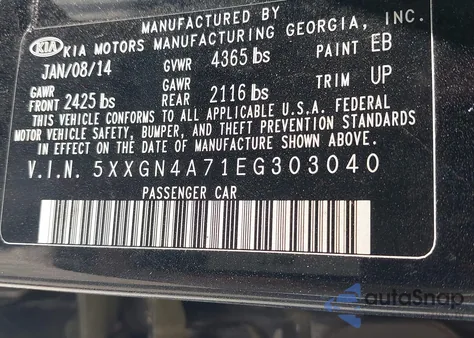 MANUFACTURED BY
KIA KIA MOTORS MANUFACTURING GEORGIA, INC.
JAN/08/14 GVWR 4365 lbs PAINT EB
GAWR FRONT 2425 lbs GAWR REAR 2116 lbs TRIM UP
THIS VEHICLE CONFORMS TO ALL APPLICABLE U.S.A. FEDERAL
MOTOR VEHICLE SAFETY, BUMPER, AND THEFT PREVENTION STANDARDS
IN EFFECT ON THE DATE OF MANUFACTURE SHOWN ABOVE.
V.I.N. 5XXGN4A71EG303040
PASSENGER CAR
autoSnap